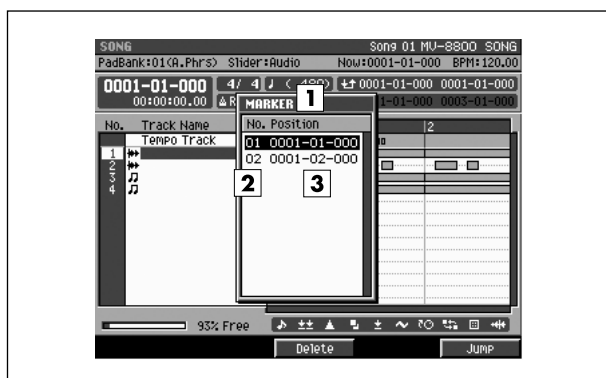 SONG Song 01 MV-8800 SONG
PadBank:01(A.Phrs) Slider:Audio Now:0001-01-000 BPM:120.00
0001-01-000 4/ 4 ( 480) 0001-01-000 0001-01-000
00:00:00.00 MARKER 1 01-01-000 0003-01-000
No. Track Name No. Position 2
Tempo Track 01 0001-01-000
1 02 0001-02-000
2
3
4
2 3
93% Free
Delete Jump